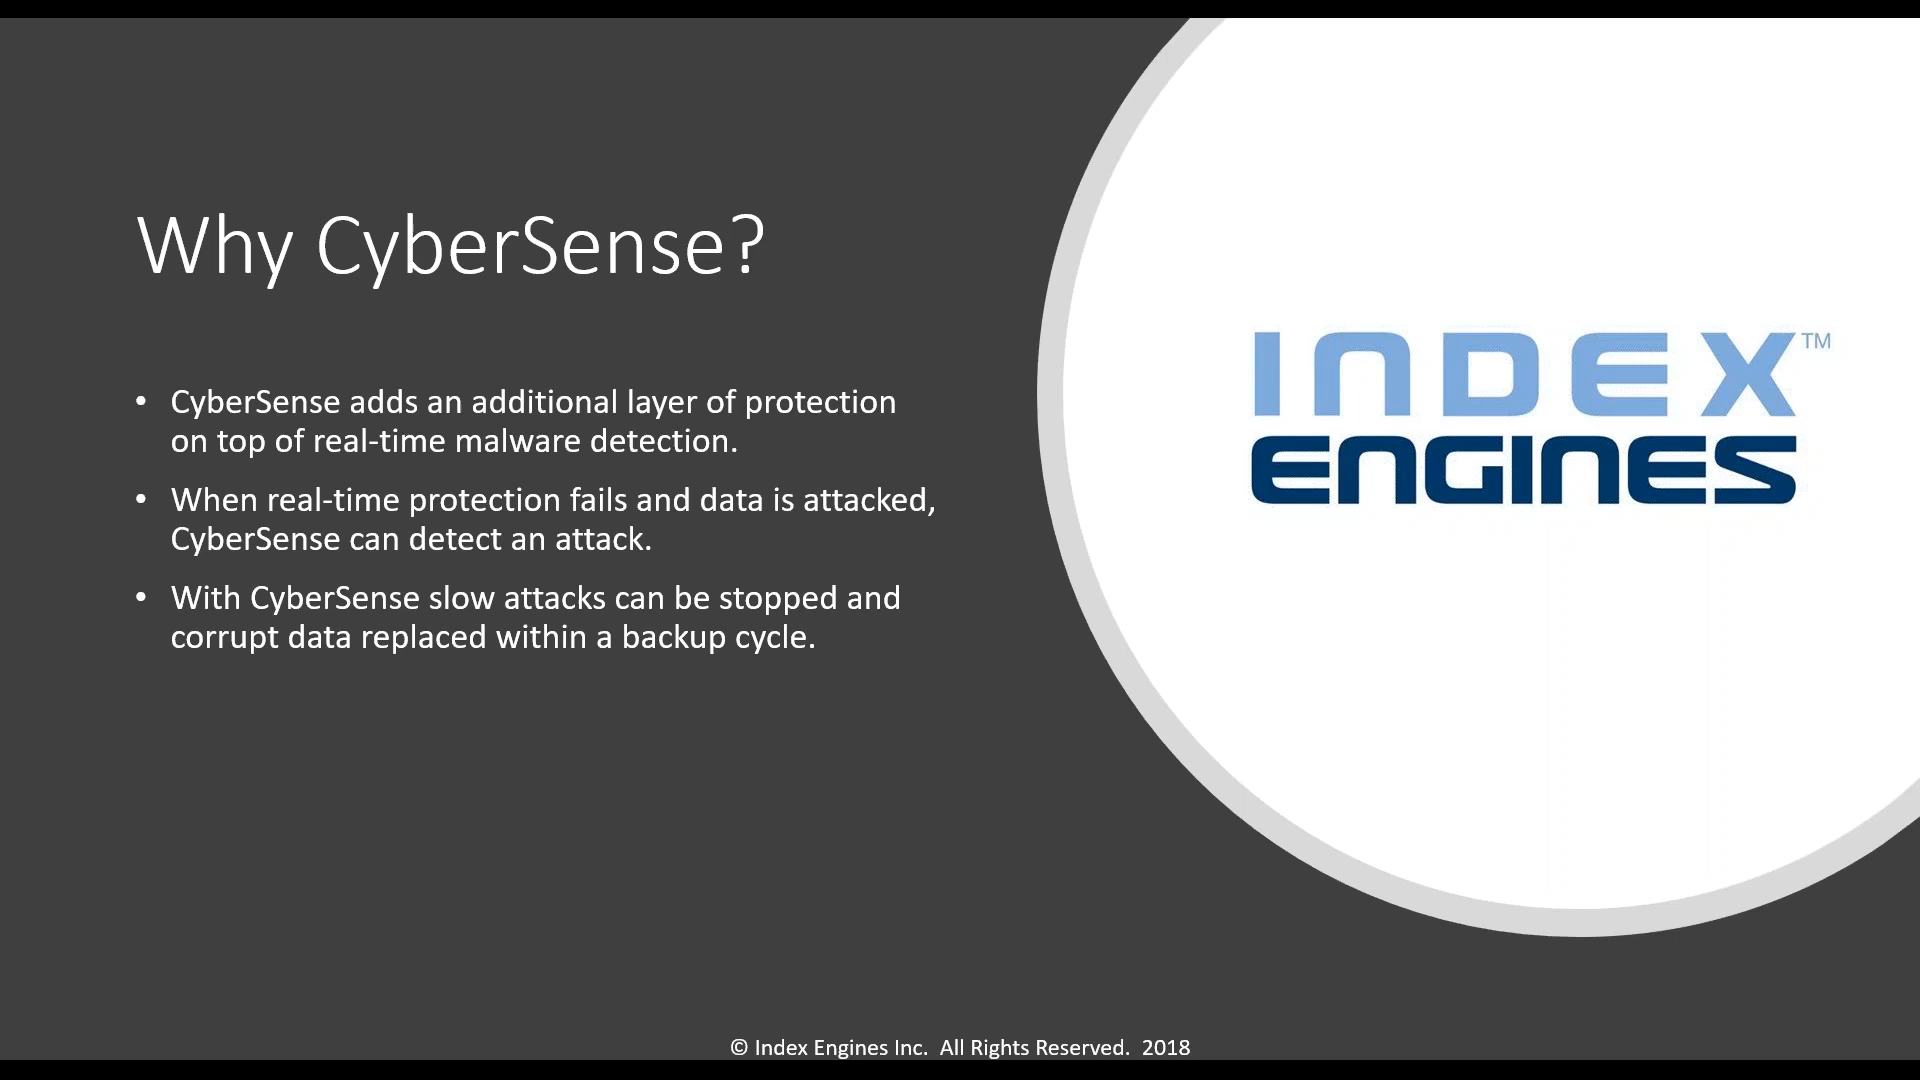 Why CyberSense?
• CyberSense adds an additional layer of protection
on top of real-time malware detection.
• When real-time protection fails and data is attacked,
CyberSense can detect an attack.
• With CyberSense slow attacks can be stopped and
corrupt data replaced within a backup cycle.
INDEX™
ENGINES
© Index Engines Inc.  All Rights Reserved.  2018